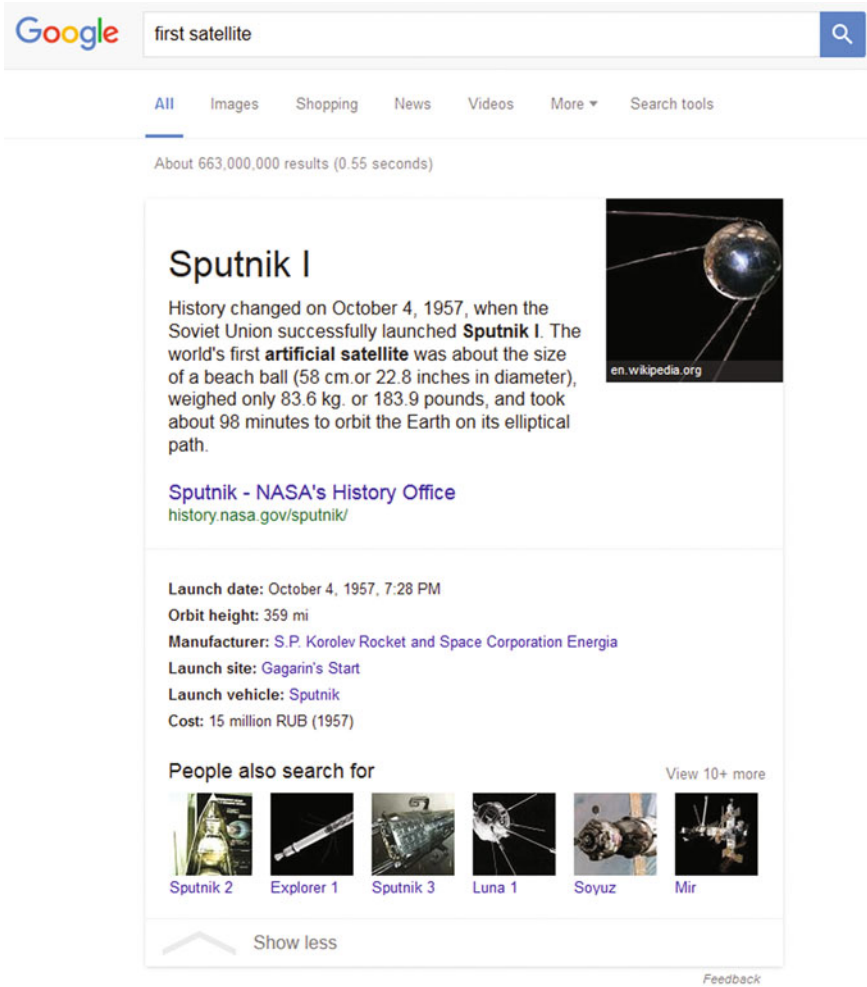 Google
first satellite
All Images Shopping News Videos More Search tools
About 663,000,000 results (0.55 seconds)
Sputnik I
History changed on October 4, 1957, when the
Soviet Union successfully launched Sputnik I. The
world's first artificial satellite was about the size
of a beach ball (58 cm.or 22.8 inches in diameter),
weighed only 83.6 kg. or 183.9 pounds, and took
about 98 minutes to orbit the Earth on its elliptical
path.
en.wikipedia.org
Sputnik - NASA's History Office
history.nasa.gov/sputnik/
Launch date: October 4, 1957, 7:28 PM
Orbit height: 359 mi
Manufacturer: S.P. Korolev Rocket and Space Corporation Energia
Launch site: Gagarin's Start
Launch vehicle: Sputnik
Cost: 15 million RUB (1957)
People also search for View 10+ more
Sputnik 2 Explorer 1 Sputnik 3 Luna 1 Soyuz Mir
Show less
Feedback